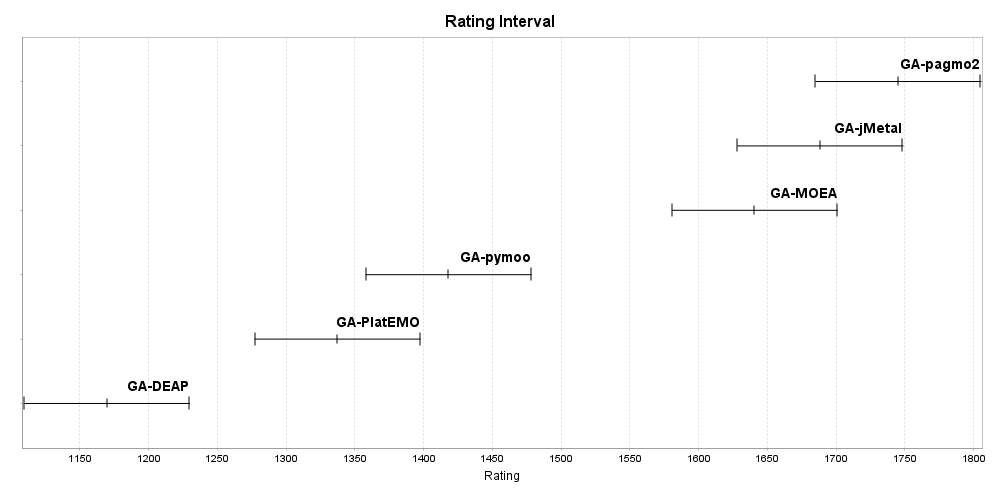 Rating Interval
GA-pagmo2
GA-jMetal
GA-MOEA
GA-pymoo
GA-PlatEMO
GA-DEAP
1150 1200 1250 1300 1350 1400 1450 1500 1550 1600 1650 1700 1750 1800
Rating